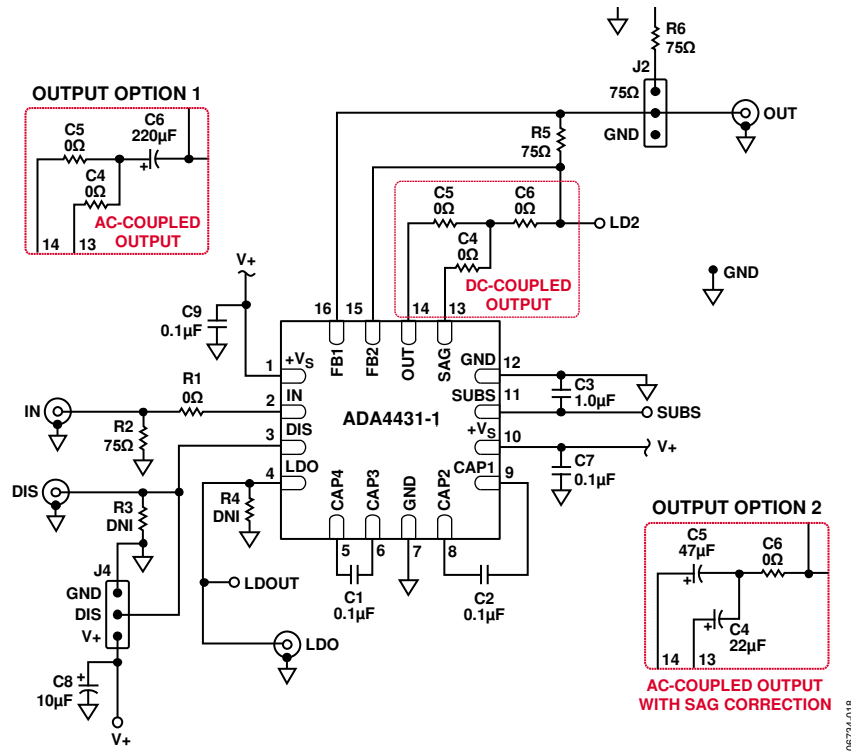 R6
75Ω
J2
75Ω
GND
OUT
OUTPUT OPTION 1
C6
220µF
C5
0Ω
C4
0Ω
+
AC-COUPLED
OUTPUT
14 13
R5
75Ω
C5
0Ω
C6
0Ω
C4
0Ω
LD2
DC-COUPLED
OUTPUT
GND
V+
C9
0.1µF
16 15 14 13
FB1
FB2
OUT
SAG
1
+VS
R1
0Ω
IN
2
IN
R2
75Ω
3
DIS
4
LDO
ADA4431-1
GND
12
SUBS
11
+VS
10
CAP1
9
C3
1.0µF
SUBS
V+
C7
0.1µF
DIS
R3
DNI
R4
DNI
CAP4
CAP3
GND
CAP2
5 6 7 8
C1
0.1µF
C2
0.1µF
J4
GND
DIS
V+
LDOUT
LDO
C8
10µF
+
V+
OUTPUT OPTION 2
C5
47µF
C6
0Ω
+
C4
22µF
+
14 13
AC-COUPLED OUTPUT
WITH SAG CORRECTION
06734-018